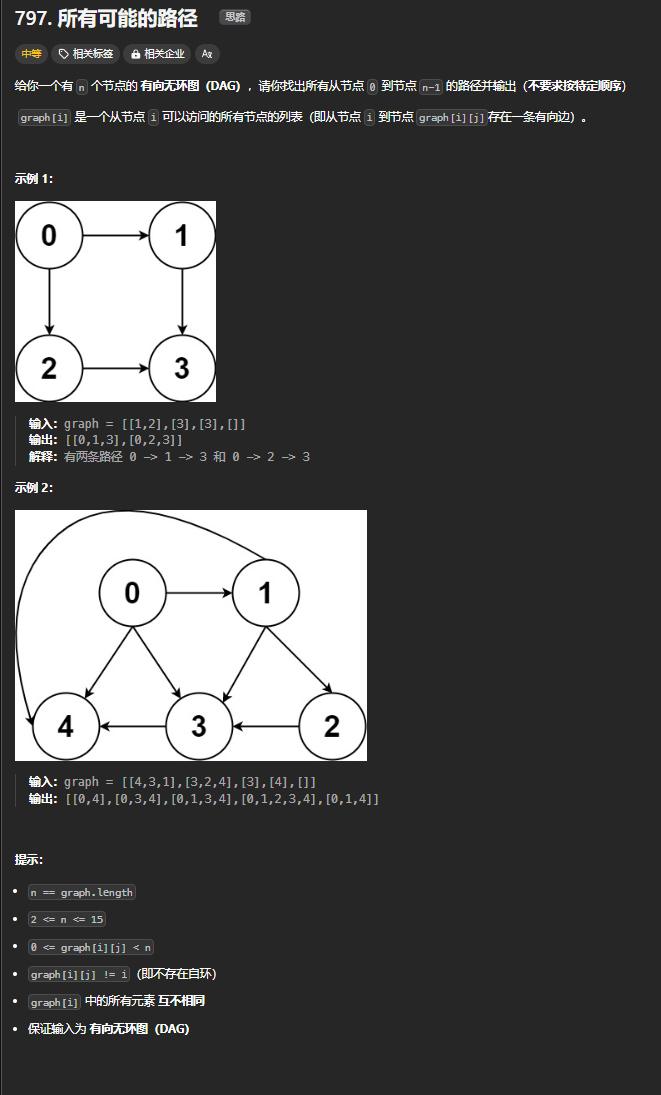 797. 所有可能的路径 思路
中等 相关标签 相关企业 Aχ
给你一个有 n 个节点的 有向无环图（DAG），请你找出所有从节点 0 到节点 n-1 的路径并输出（不要求按特定顺序）
graph[i] 是一个从节点 i 可以访问的所有节点的列表（即从节点 i 到节点 graph[i][j]存在一条有向边）。
示例 1：
0 1
2 3
输入：graph = [[1,2],[3],[3],[]]
输出：[[0,1,3],[0,2,3]]
解释：有两条路径 0 -> 1 -> 3 和 0 -> 2 -> 3
示例 2：
0 1
4 3 2
输入：graph = [[4,3,1],[3,2,4],[3],[4],[]]
输出：[[0,4],[0,3,4],[0,1,3,4],[0,1,2,3,4],[0,1,4]]
提示：
n == graph.length
2 <= n <= 15
0 <= graph[i][j] < n
graph[i][j] != i（即不存在自环）
graph[i] 中的所有元素 互不相同
保证输入为 有向无环图（DAG）